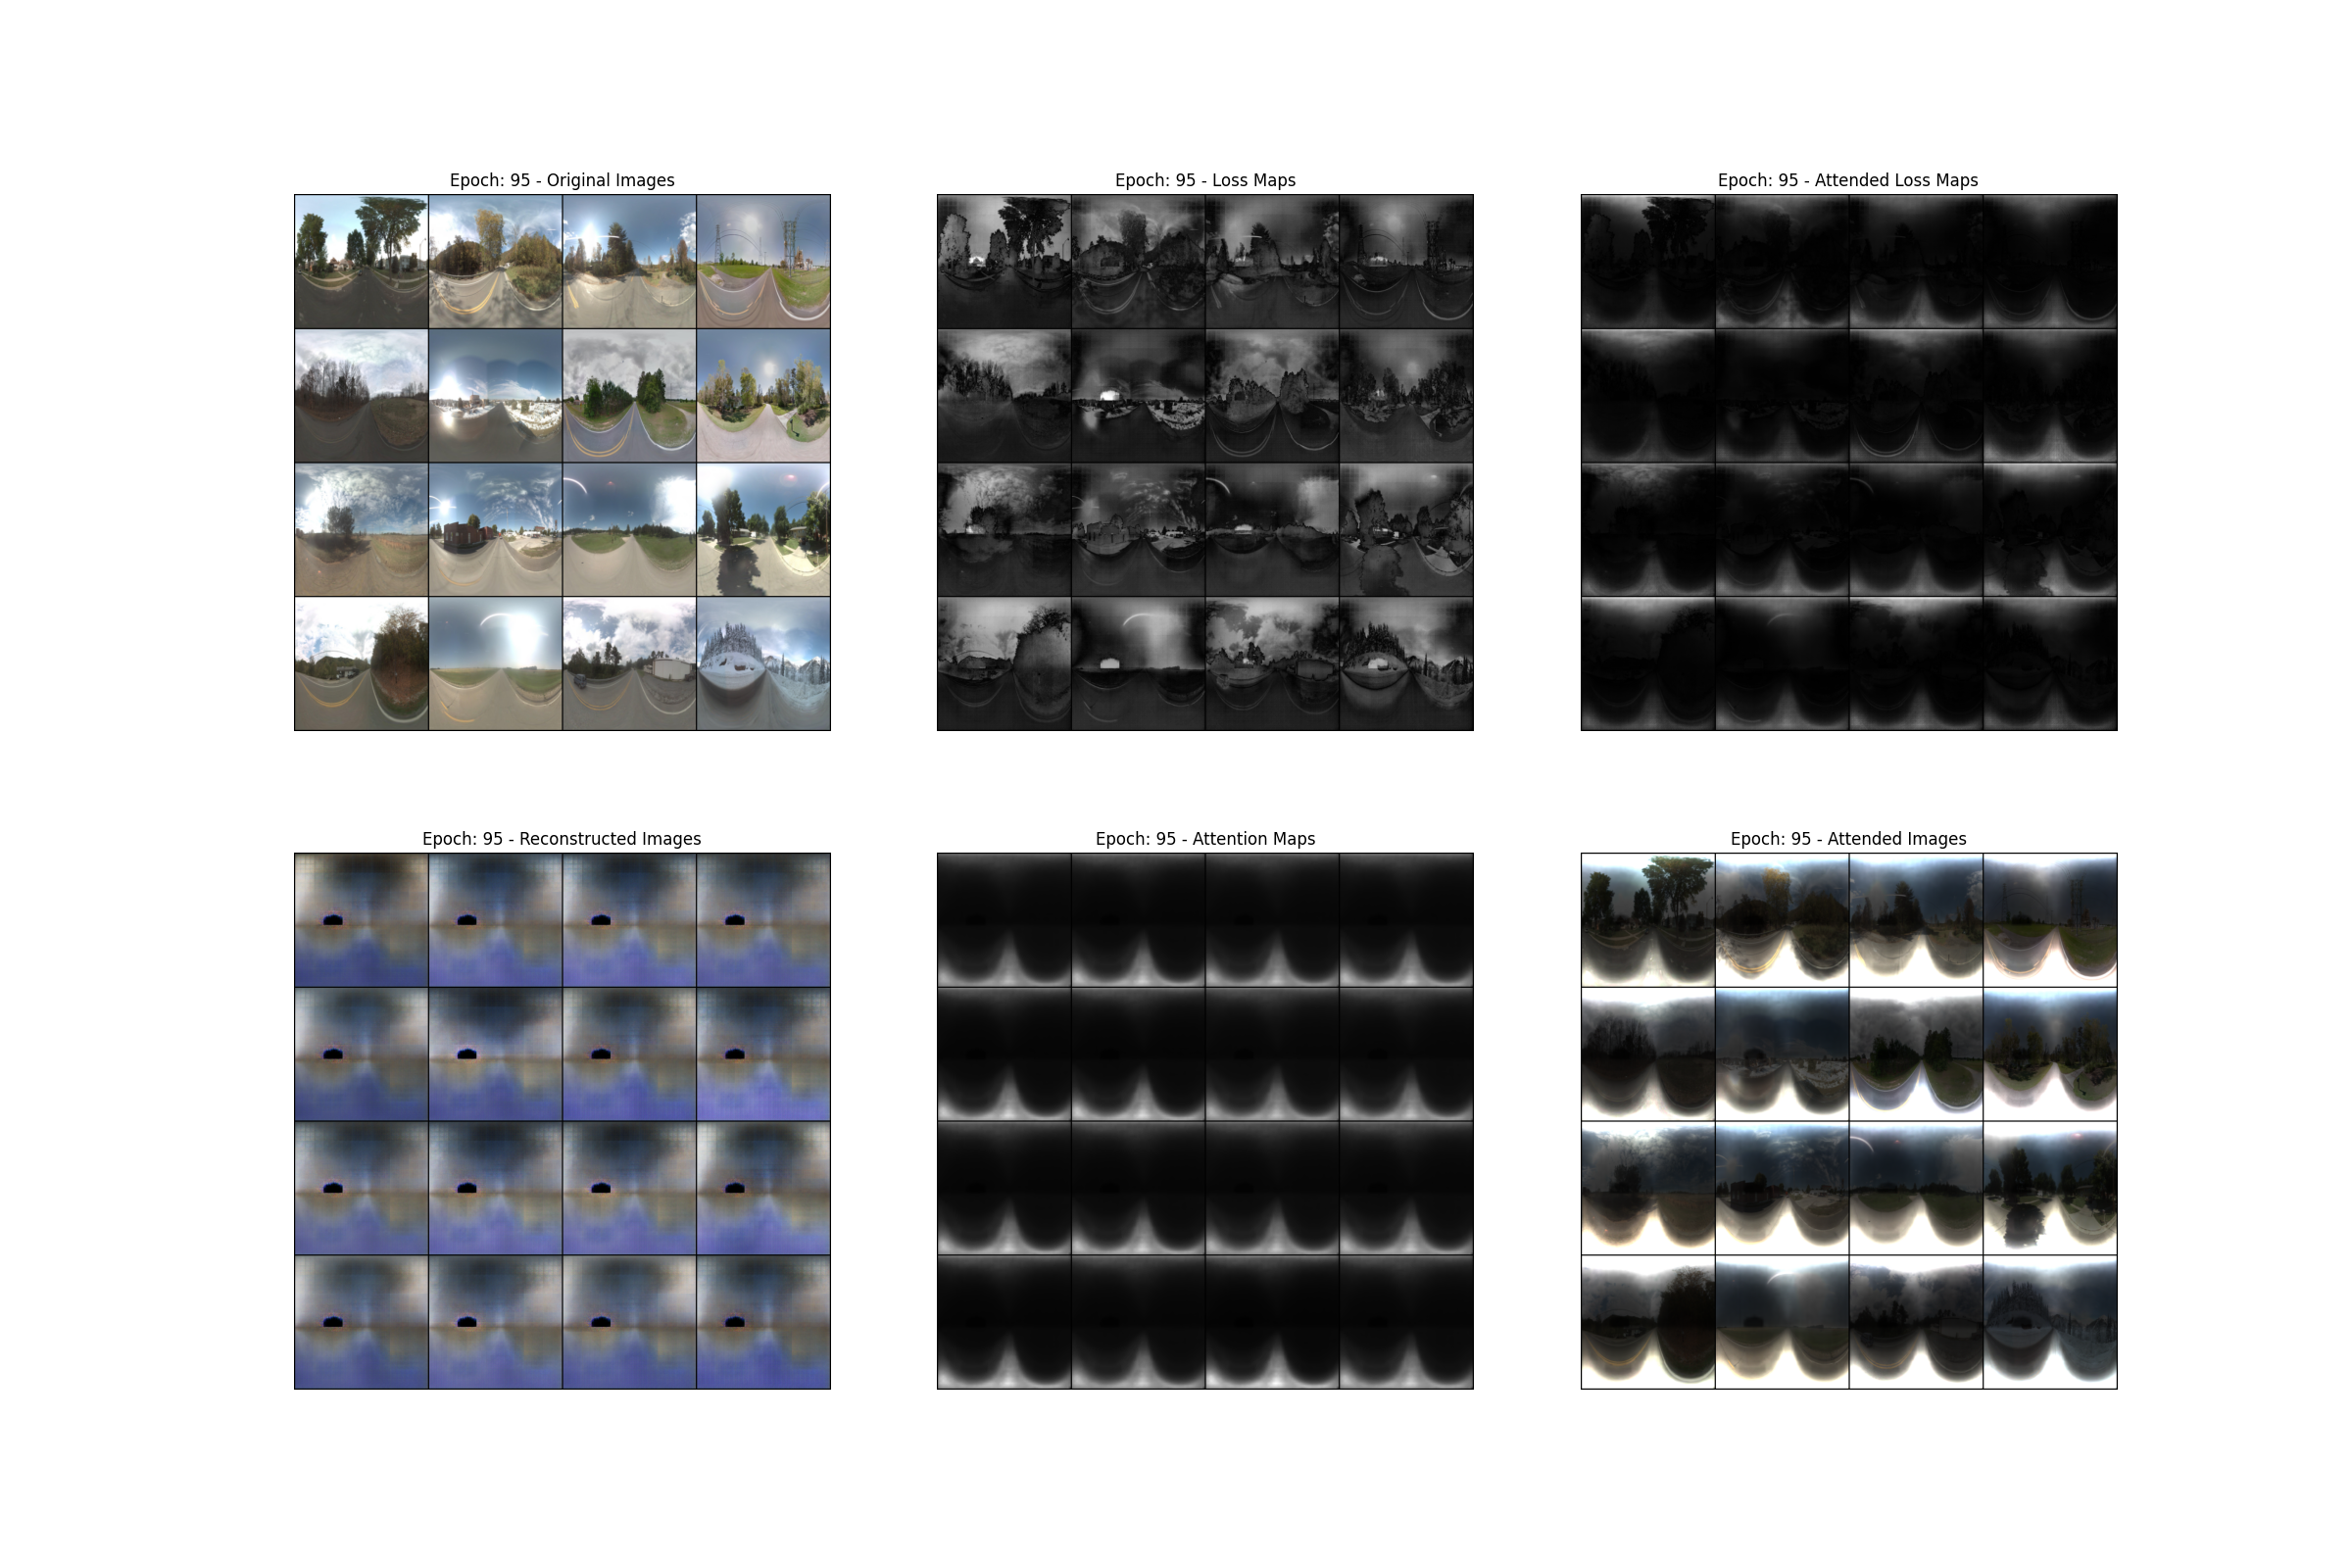 Epoch: 95 - Original Images
Epoch: 95 - Loss Maps
Epoch: 95 - Attended Loss Maps
Epoch: 95 - Reconstructed Images
Epoch: 95 - Attention Maps
Epoch: 95 - Attended Images